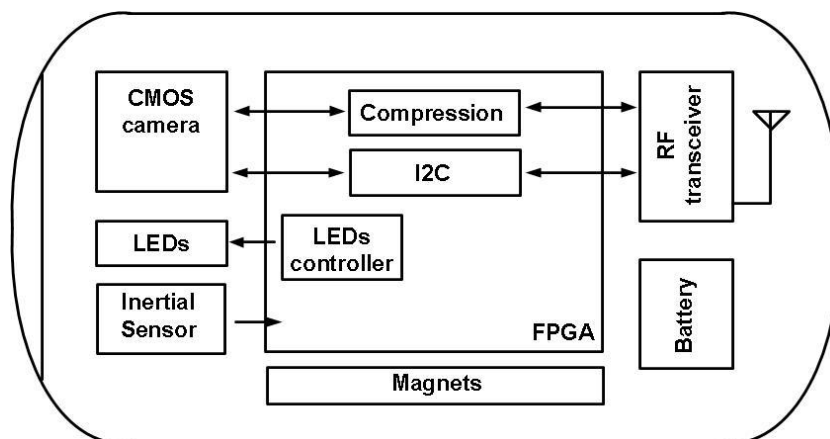 CMOS
camera
Compression
I2C
RF
transceiver
LEDs
LEDs
controller
Inertial
Sensor
FPGA
Battery
Magnets